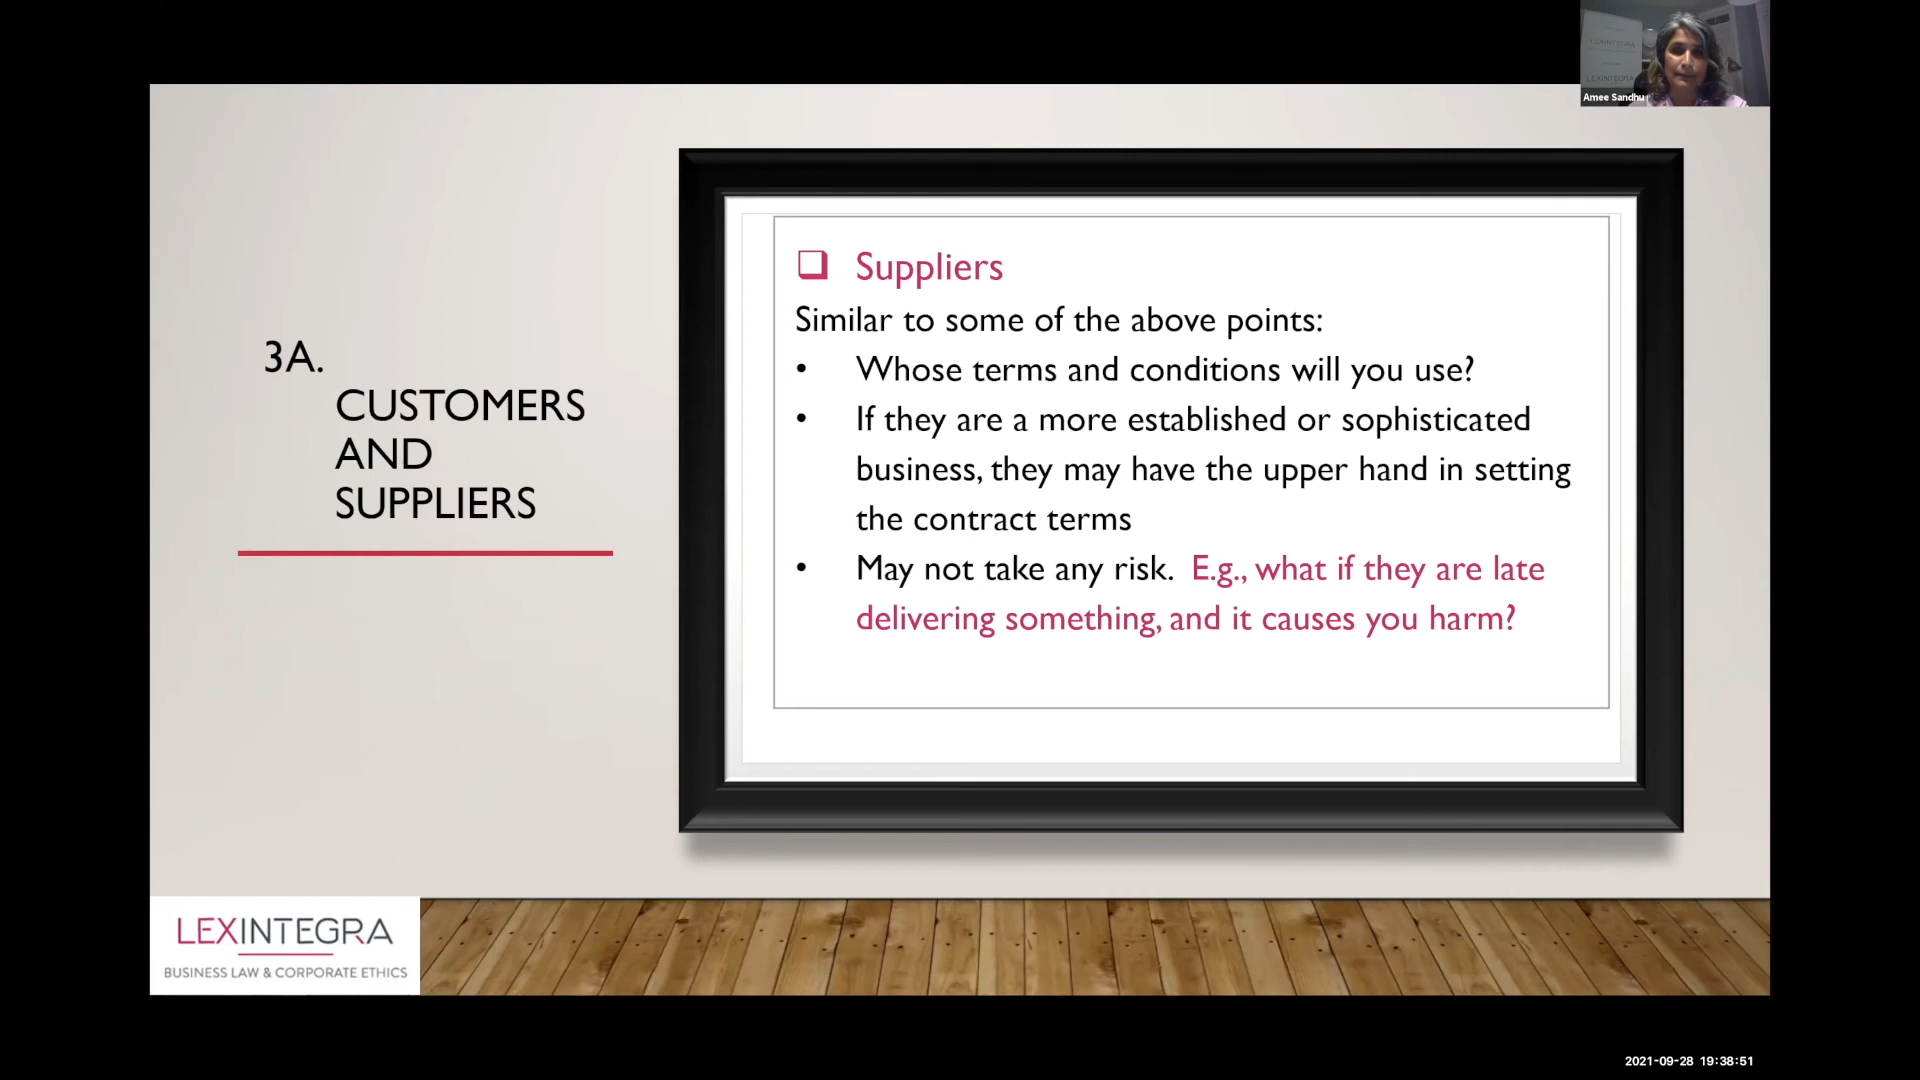 LEXINTEGRA
LEXINTEGRA
Amee Sandhu
3A.
CUSTOMERS
AND
SUPPLIERS
❑ Suppliers
Similar to some of the above points:
• Whose terms and conditions will you use?
• If they are a more established or sophisticated
business, they may have the upper hand in setting
the contract terms
• May not take any risk. E.g., what if they are late
delivering something, and it causes you harm?
LEXINTEGRA
BUSINESS LAW & CORPORATE ETHICS
2021-09-28 19:38:51